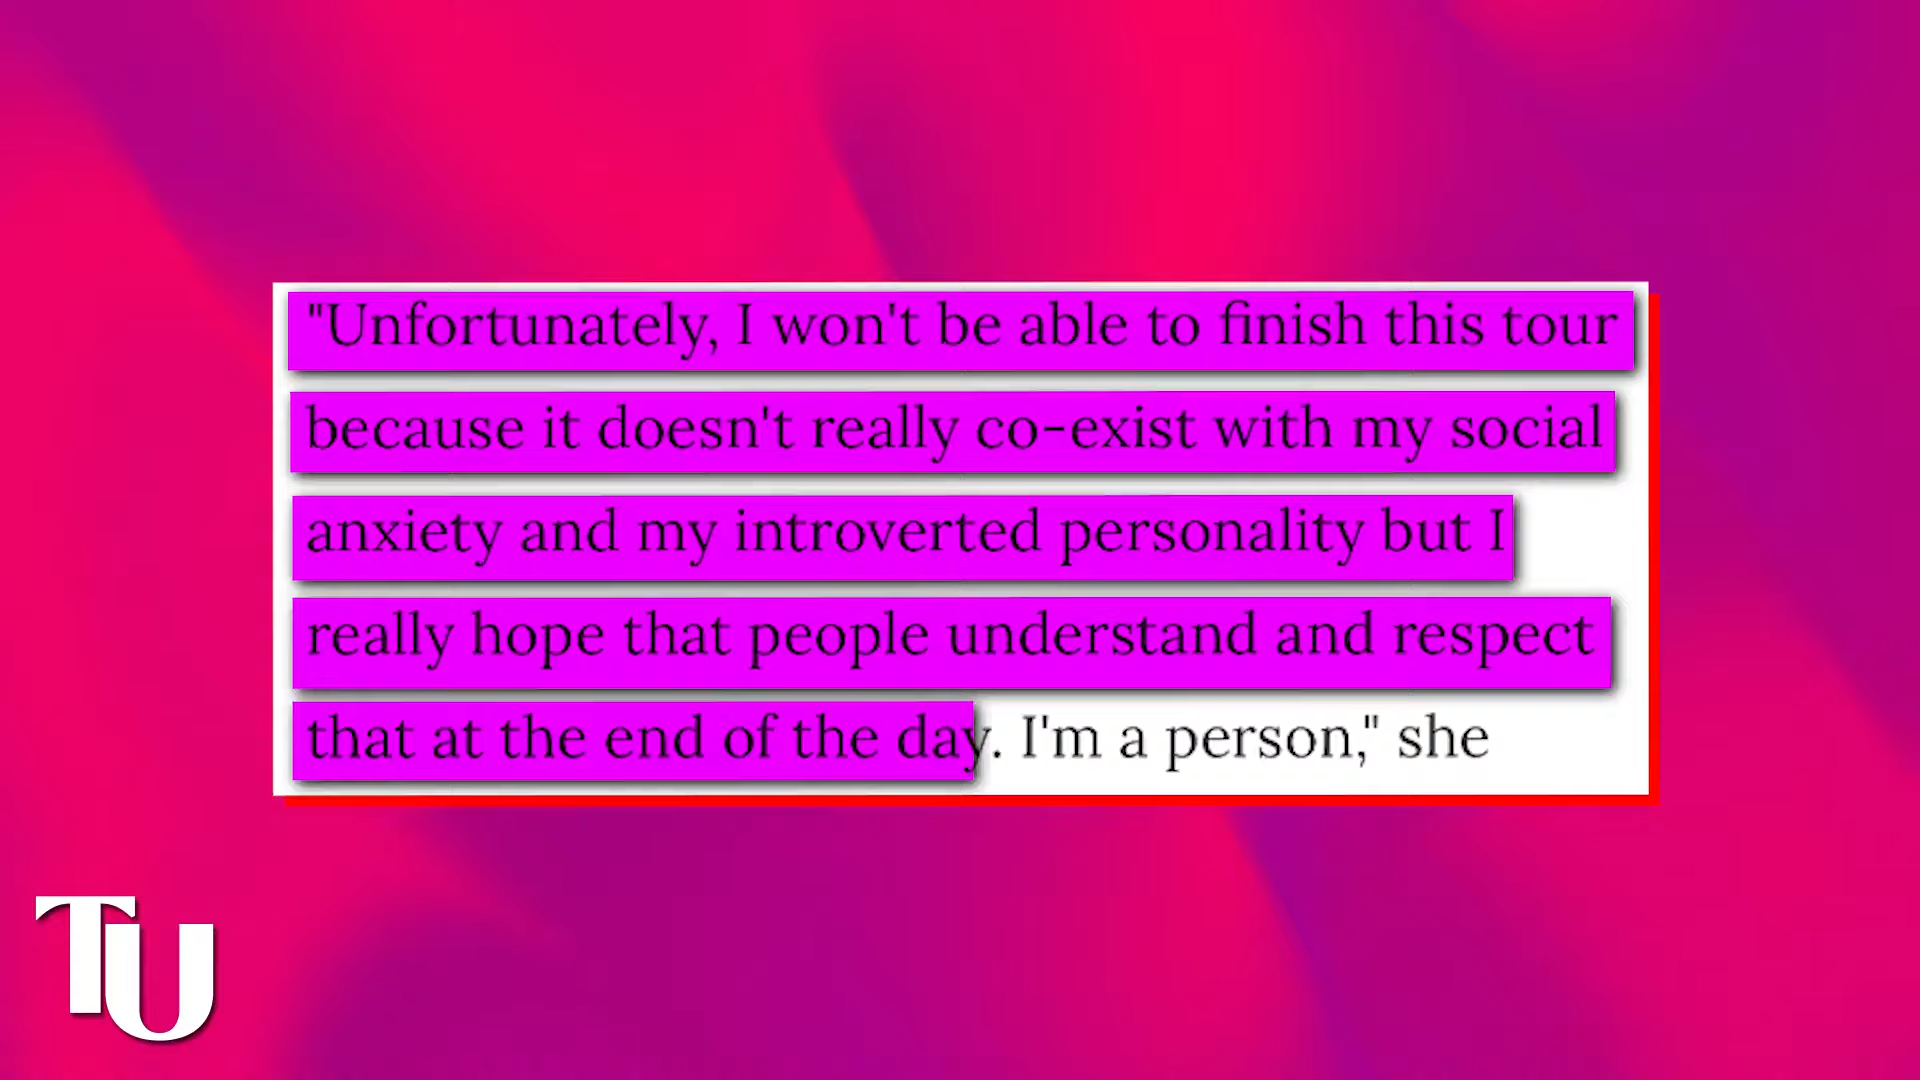 "Unfortunately, I won't be able to finish this tour
because it doesn't really co-exist with my social
anxiety and my introverted personality but I
really hope that people understand and respect
that at the end of the day. I'm a person," she
TU